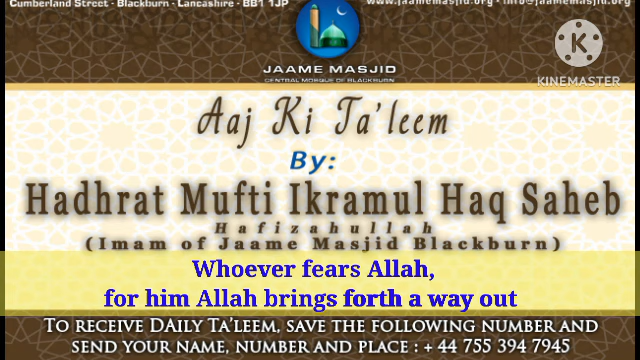 Cumberland Street - Blackburn - Lancashire - BB1 1JP
www.jaamemasjid.org - info@jaamemasjid.org
KINEMASTER
JAAME MASJID
CENTRAL MOSQUE OF BLACKBURN
Aaj Ki Ta'leem
By:
Hadhrat Mufti Ikramul Haq Saheb
Hafizahullah
(Imam of Jaame Masjid Blackburn)
Whoever fears Allah,
for him Allah brings forth a way out
TO RECEIVE DAILY TA'LEEM, SAVE THE FOLLOWING NUMBER AND
SEND YOUR NAME, NUMBER AND PLACE : + 44 755 394 7945